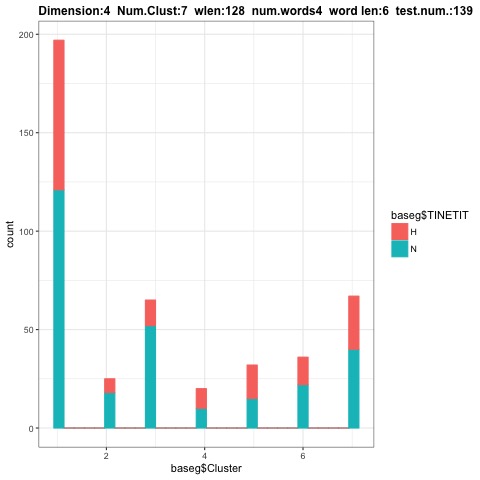 Dimension:4 Num.Clust:7 wlen:128 num.words4 word len:6 test.num.:139
200
150
100
50
0
count
2
4
6
baseg$Cluster
baseg$TINETIT
H
N